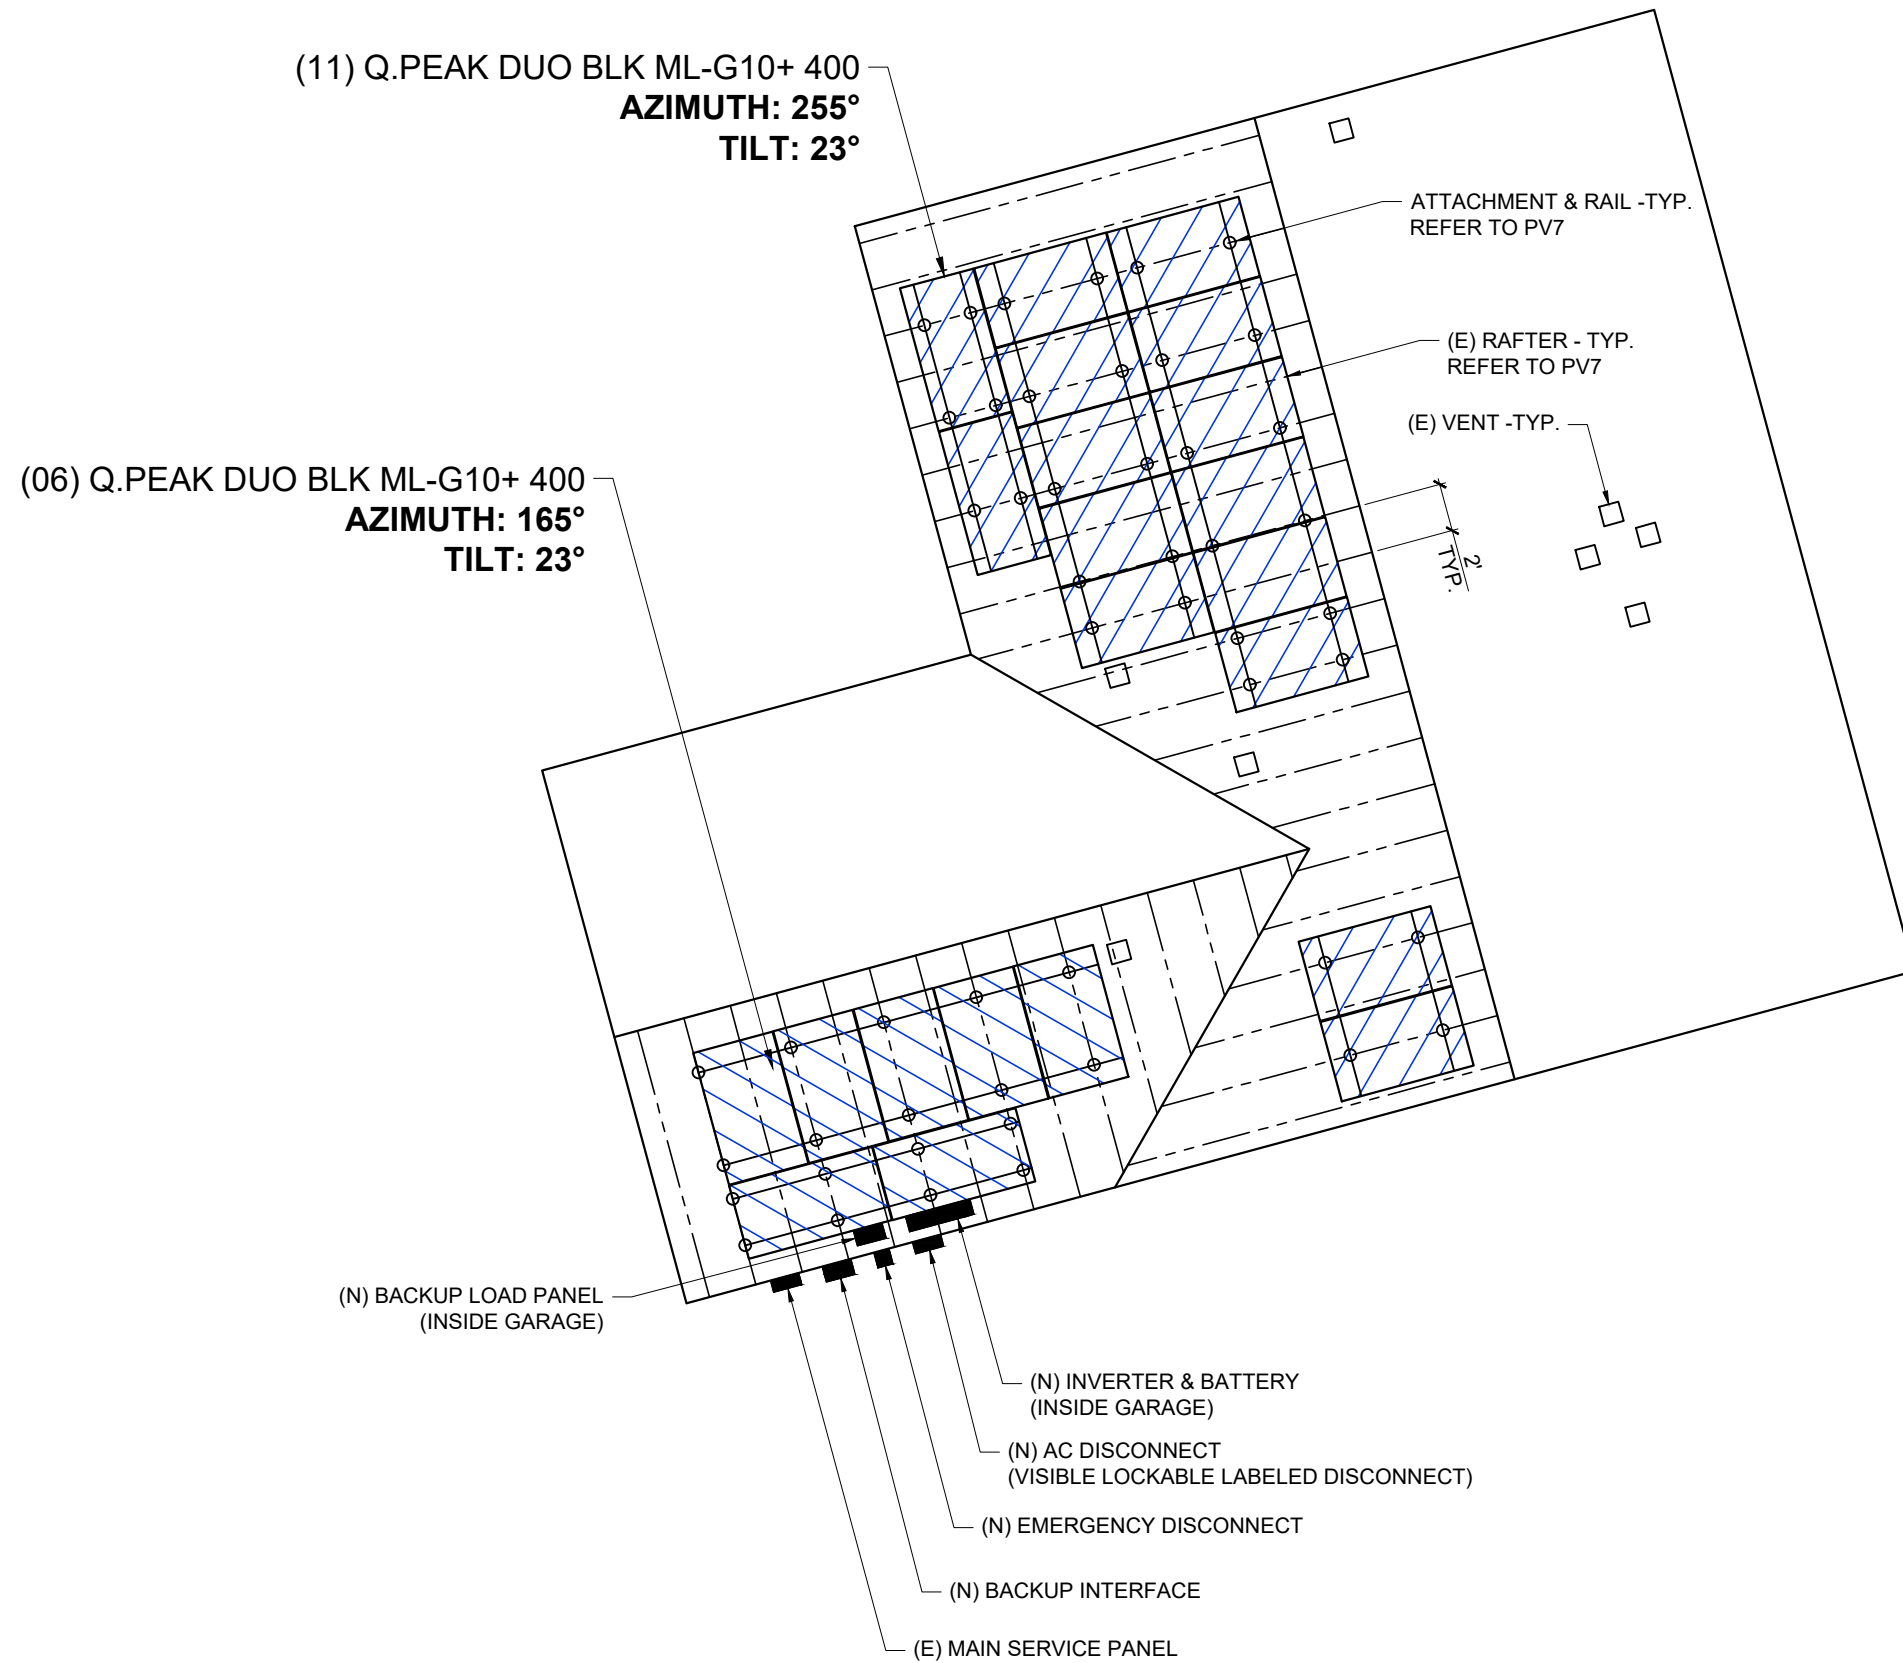 (11) Q.PEAK DUO BLK ML-G10+ 400
AZIMUTH: 255°
TILT: 23°
ATTACHMENT & RAIL -TYP.
REFER TO PV7
(E) RAFTER - TYP.
REFER TO PV7
(E) VENT -TYP.
(06) Q.PEAK DUO BLK ML-G10+ 400
AZIMUTH: 165°
TILT: 23°
2'
TYP.
(N) BACKUP LOAD PANEL
(INSIDE GARAGE)
(N) INVERTER & BATTERY
(INSIDE GARAGE)
(N) AC DISCONNECT
(VISIBLE LOCKABLE LABELED DISCONNECT)
(N) EMERGENCY DISCONNECT
(N) BACKUP INTERFACE
(E) MAIN SERVICE PANEL